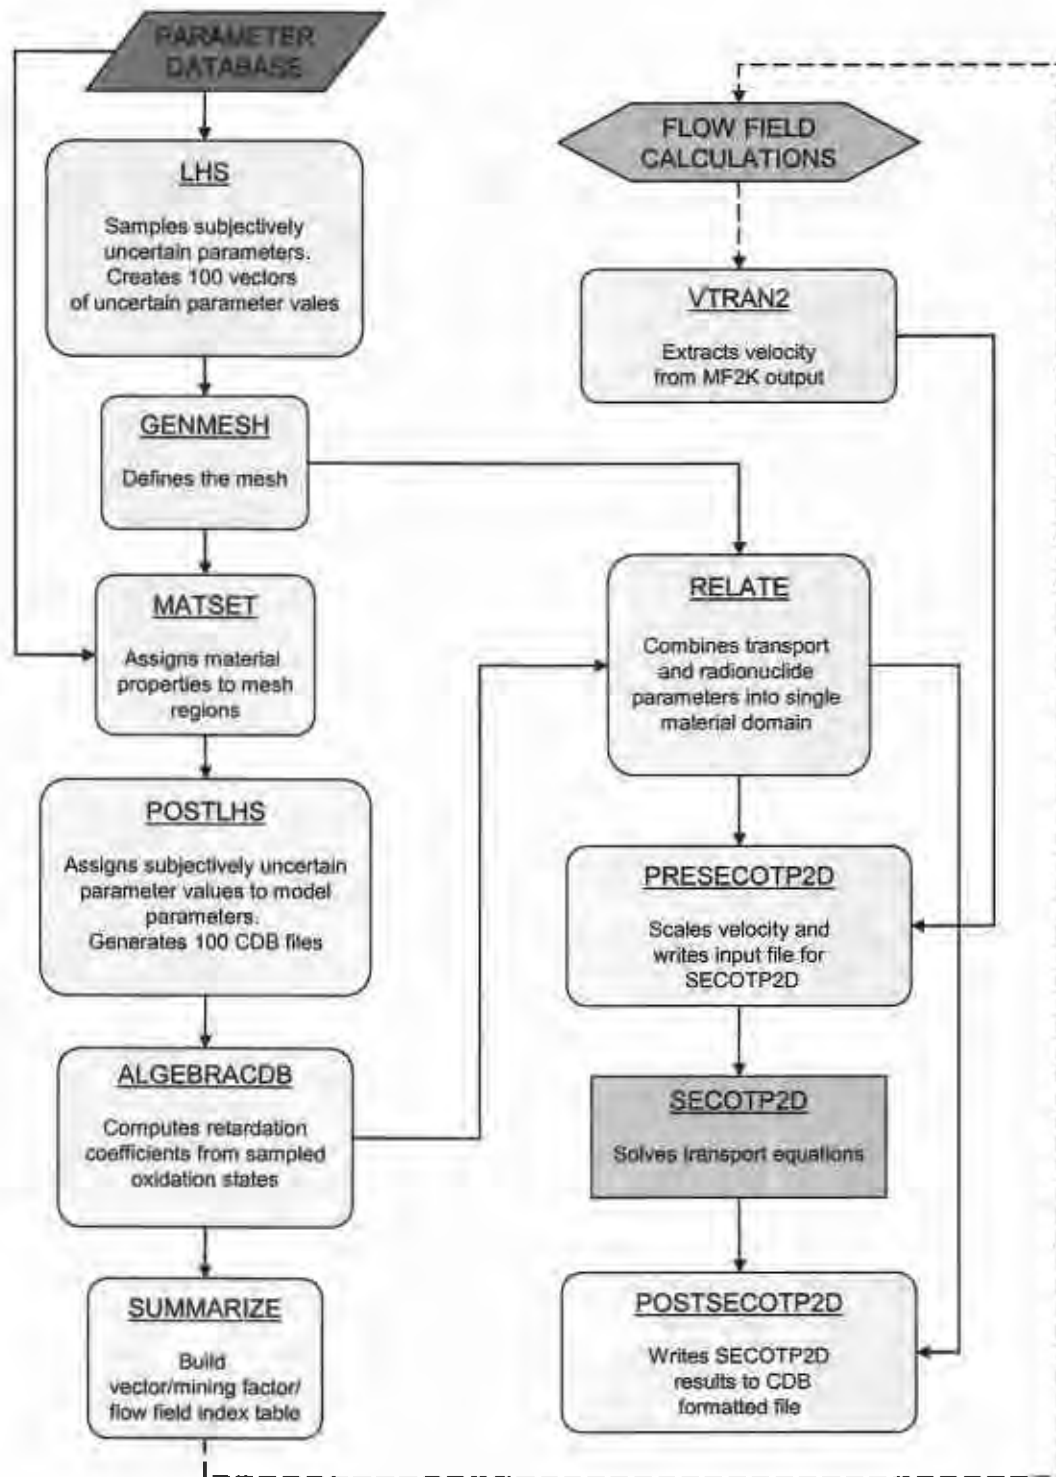 PARAMETER
DATABASE
LHS
Samples subjectively
uncertain parameters.
Creates 100 vectors
of uncertain parameter vales
GENMESH
Defines the mesh
MATSET
Assigns material
properties to mesh
regions
POSTLHS
Assigns subjectively uncertain
parameter values to model
parameters.
Generates 100 CDB files
ALGEBRACDB
Computes retardation
coefficients from sampled
oxidation states
SUMMARIZE
Build
vector/mining factor/
flow field index table
FLOW FIELD
CALCULATIONS
VTRAN2
Extracts velocity
from MF2K output
RELATE
Combines transport
and radionuclide
parameters into single
material domain
PRESECOTP2D
Scales velocity and
writes input file for
SECOTP2D
SECOTP2D
Solves transport equations
POSTSECOTP2D
Writes SECOTP2D
results to CDB
formatted file